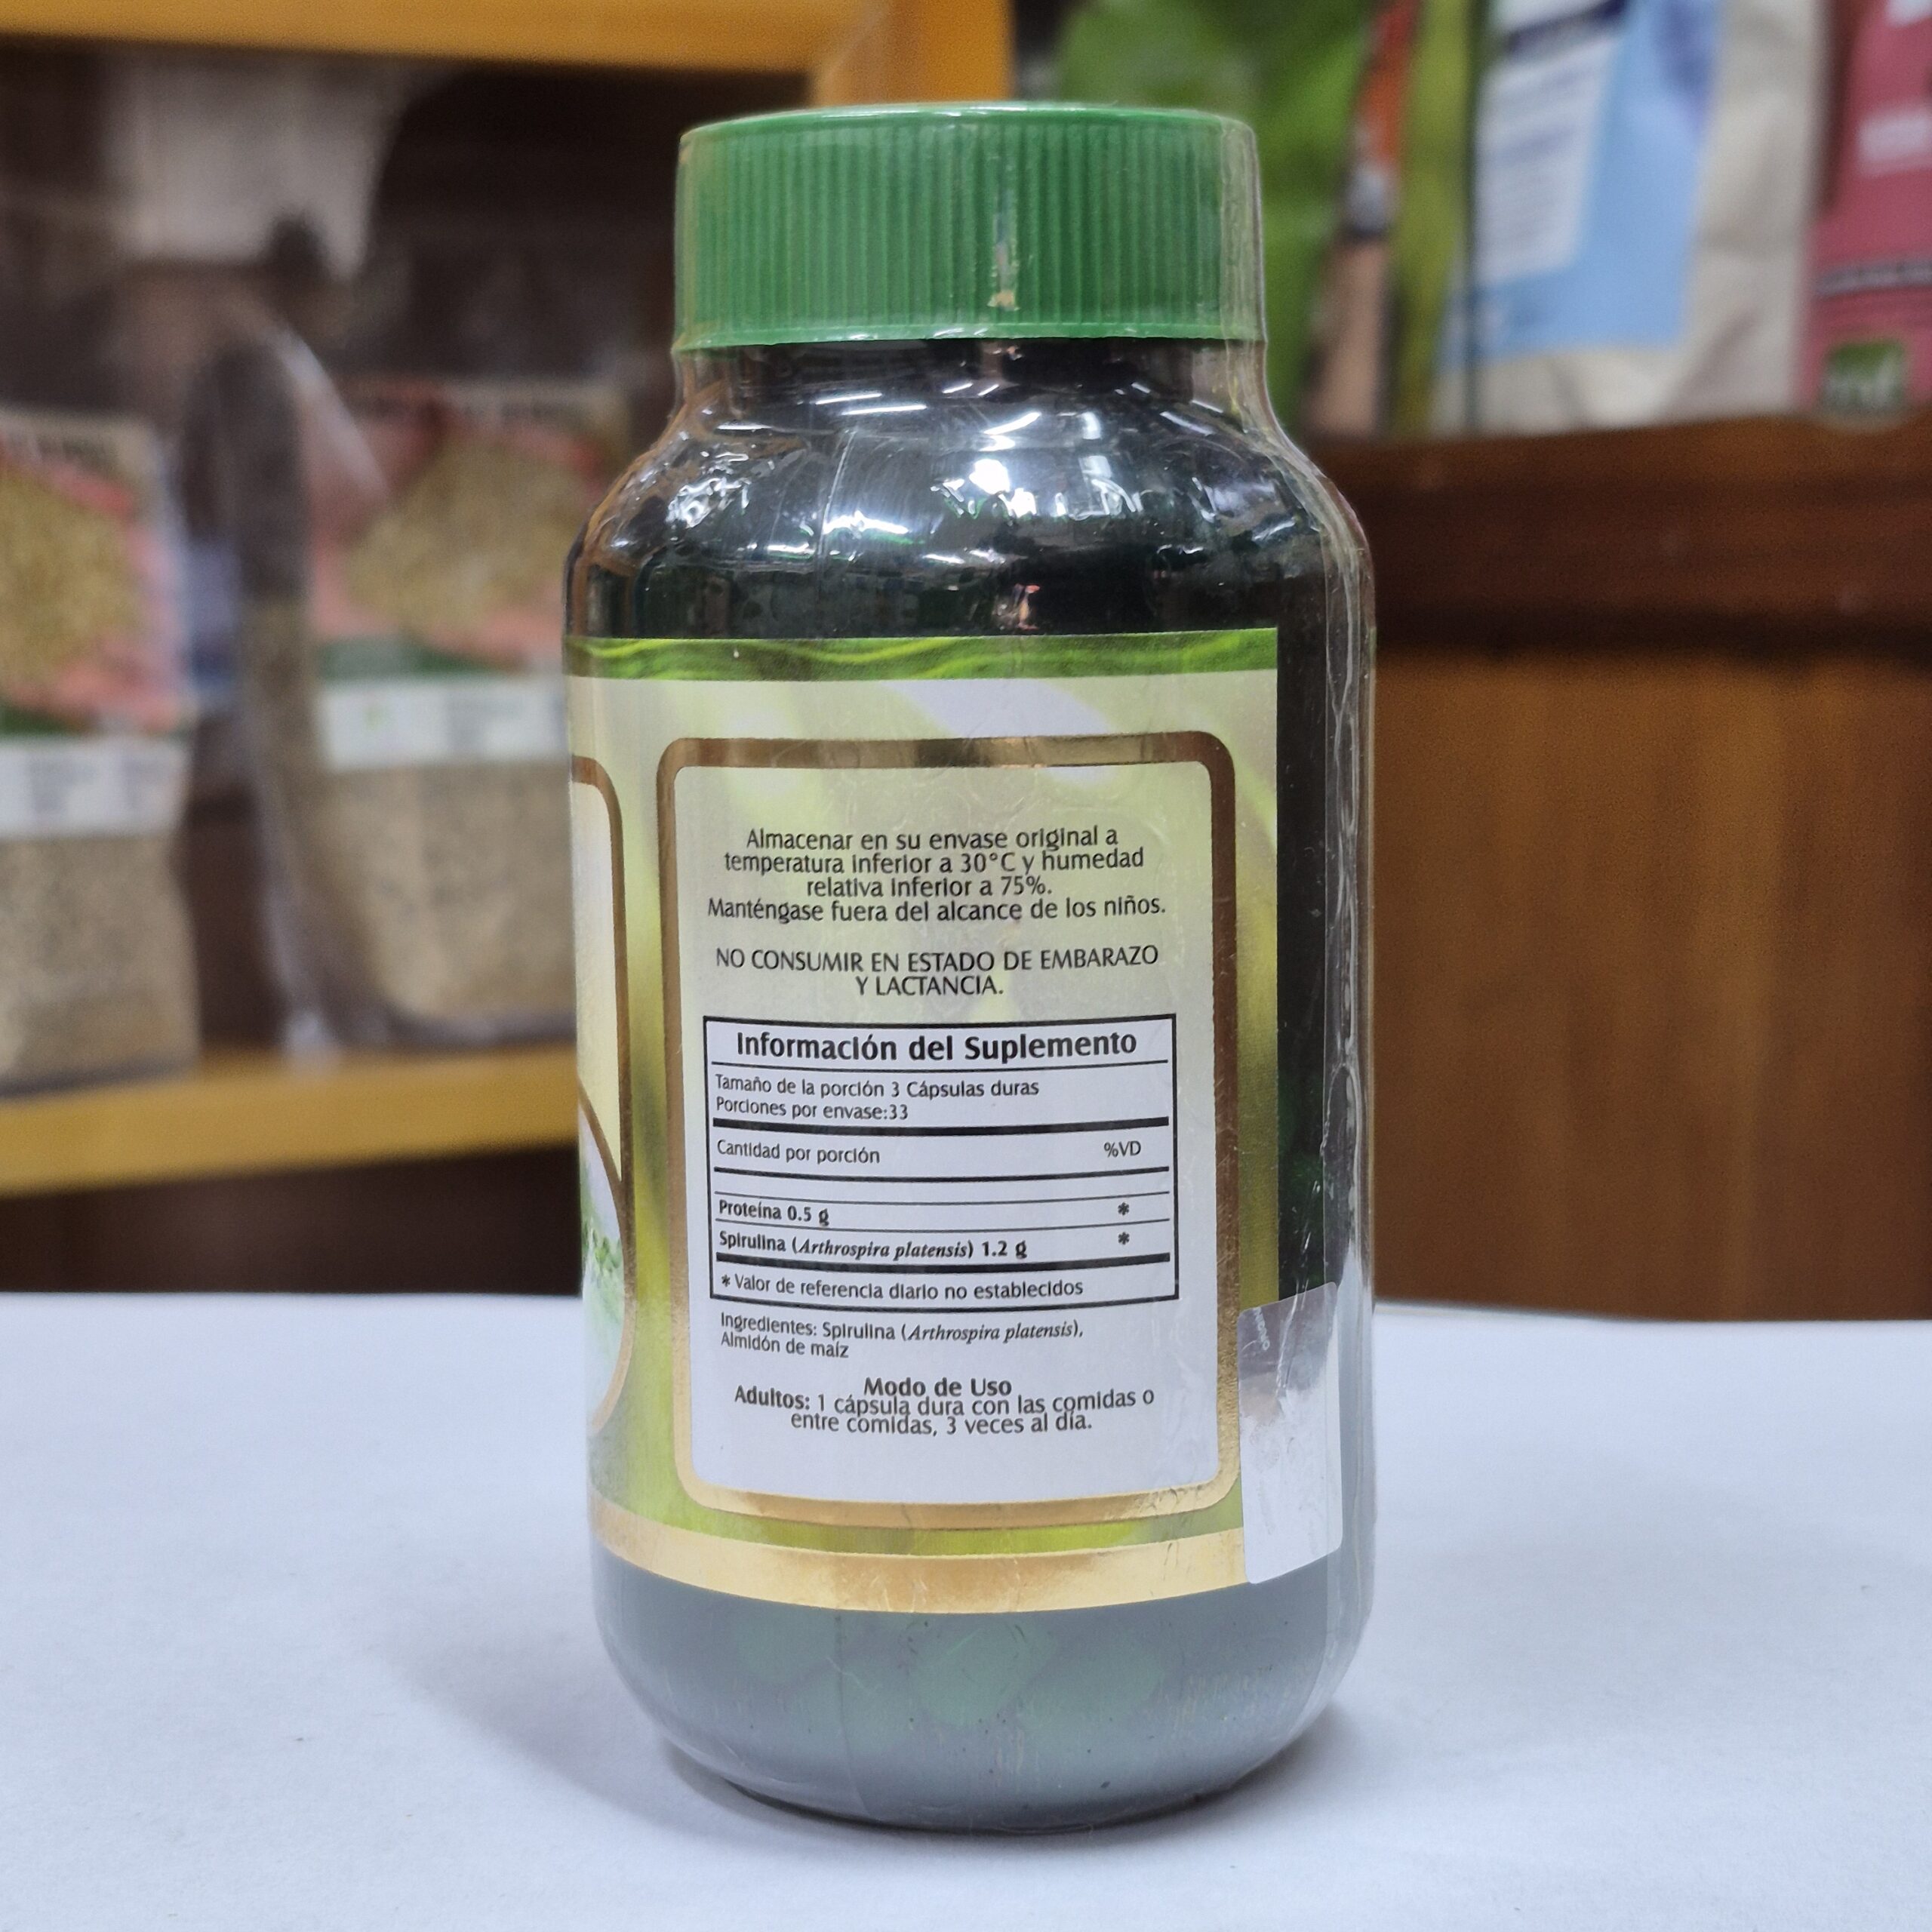 Almacenar en su envase original a
temperatura inferior a 30°C y humedad
relativa inferior a 75%.
Manténgase fuera del alcance de los niños.
NO CONSUMIR EN ESTADO DE EMBARAZO
Y LACTANCIA.
Información del Suplemento
Tamaño de la porción 3 Cápsulas duras
Porciones por envase:33
Cantidad por porción %VD
Proteína 0.5 g *
Spirulina (Arthrospira platensis) 1.2 g *
* Valor de referencia diario no establecidos
Ingredientes: Spirulina (Arthrospira platensis),
Almidón de maíz
Modo de Uso
Adultos: 1 cápsula dura con las comidas o
entre comidas, 3 veces al día.